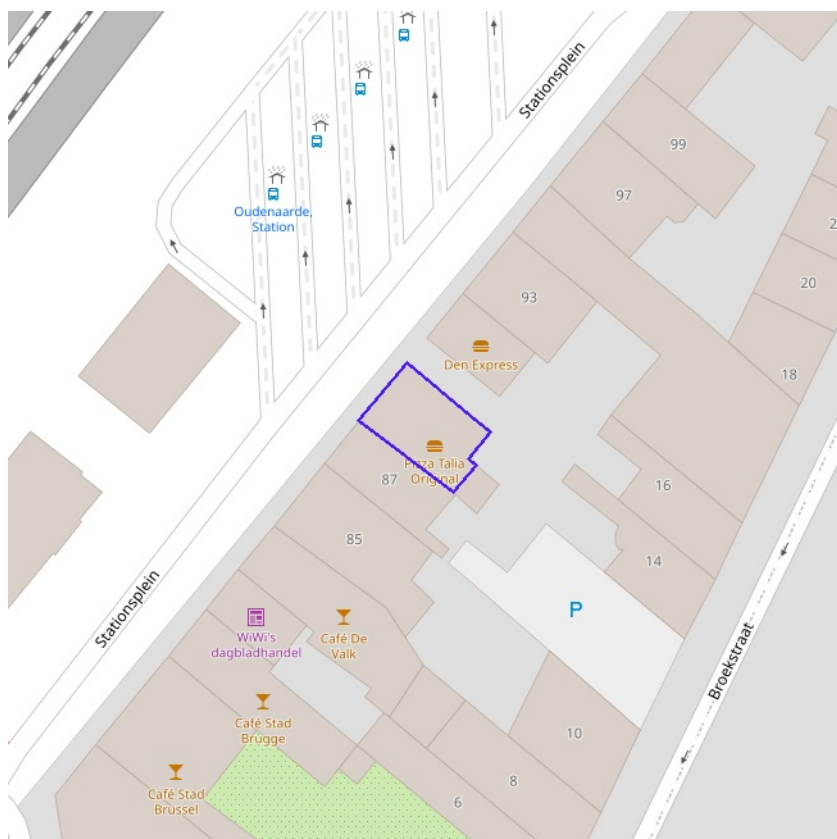 Stationsplein
99
97
Oudenaarde,
Station
2
20
93
Den Express
18
Pizza Talia
Original
87
16
85
14
Stationsplein
P
WiWi's
dagbladhandel
Café De
Valk
Broekstraat
Café Stad
Brugge
10
Café Stad
Brussel
8
6